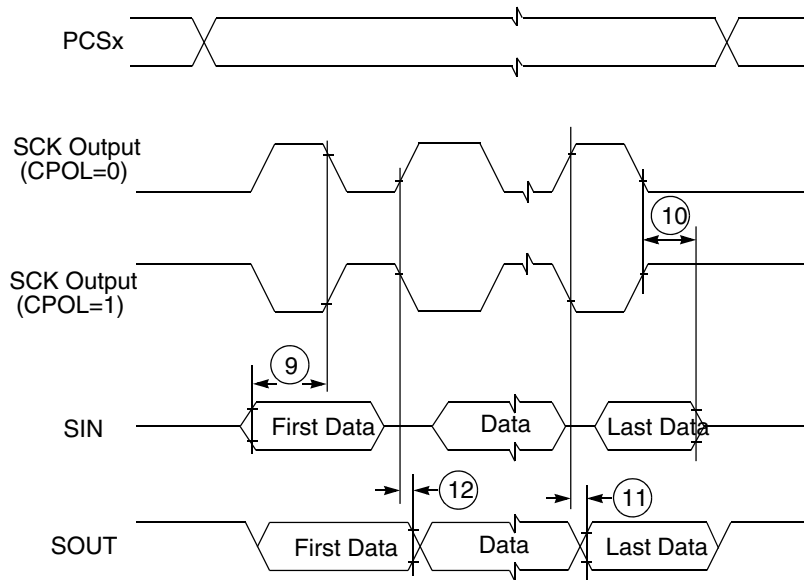 PCSx
SCK Output
(CPOL=0)
10
SCK Output
(CPOL=1)
9
SIN
First Data
Data
Last Data
12
11
SOUT
First Data
Data
Last Data